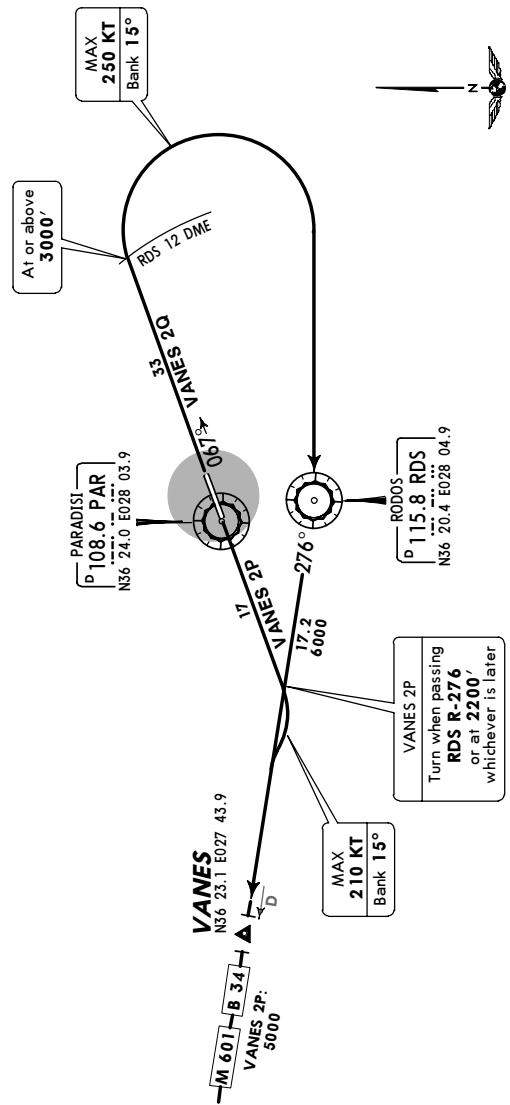 MAX
250 KT
Bank 15°
At or above
3000'
RDS 12 DME
33
VANES 2Q
067°
PARADISI
D 108.6 PAR
N36 24.0 E028 03.9
N
17
VANES 2P
276°
17.2
6000
RODOS
D 115.8 RDS
N36 20.4 E028 04.9
VANES
N36 23.1 E027 43.9
D
M 601
B 34
VANES 2P:
5000
MAX
210 KT
Bank 15°
VANES 2P
Turn when passing
RDS R-276
or at 2200'
whichever is later